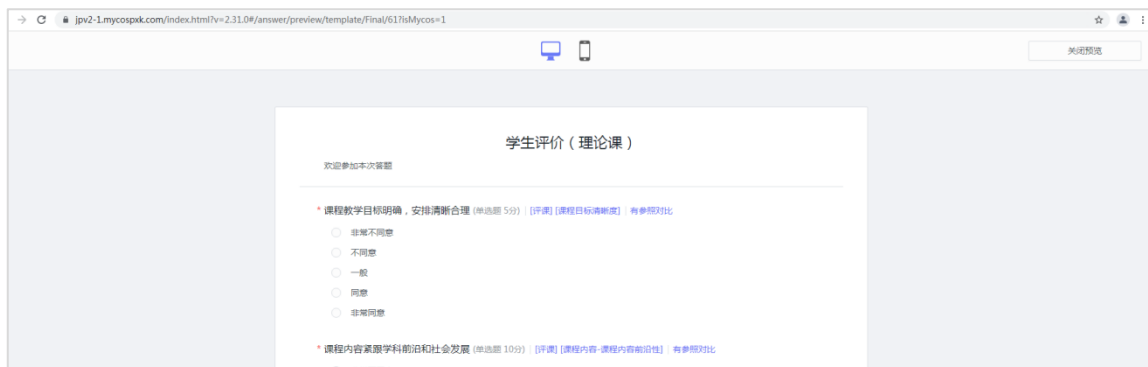 jpv2-1.mycospxk.com/index.html?v=2.31.0#/answer/preview/template/Final/61?isMycos=1
关闭预览
学生评价（理论课）
欢迎参加本次答题
* 课程教学目标明确，安排清晰合理 (单选题 5分) | [评课] [课程目标清晰度] | 有参照对比
非常不同意
不同意
一般
同意
非常同意
* 课程内容紧跟学科前沿和社会发展 (单选题 10分) | [评课] [课程内容-课程内容前沿性] | 有参照对比